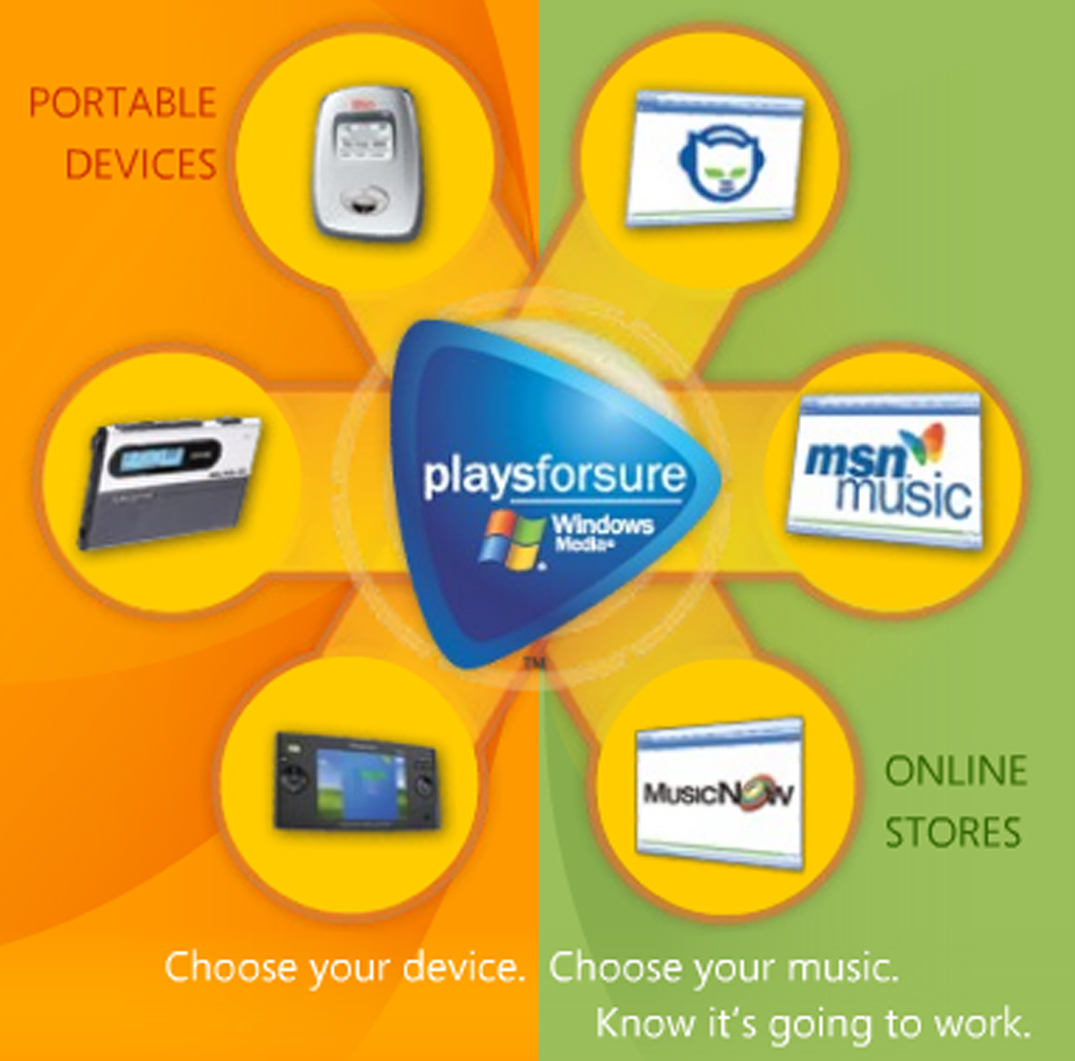 PORTABLE
DEVICES
Rio
playsforsure
Windows
Media®
TM
msn
music
MusicNow
ONLINE
STORES
Choose your device. Choose your music.
Know it's going to work.